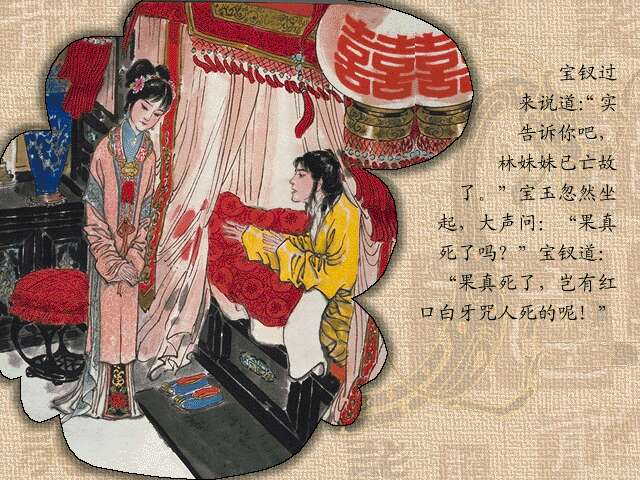 囍
宝钗过
来说道:“实
告诉你吧，
林妹妹已亡故
了。”宝玉忽然坐
起，大声问：“果真
死了吗？”宝钗道：
“果真死了，岂有红
口白牙咒人死的呢！”